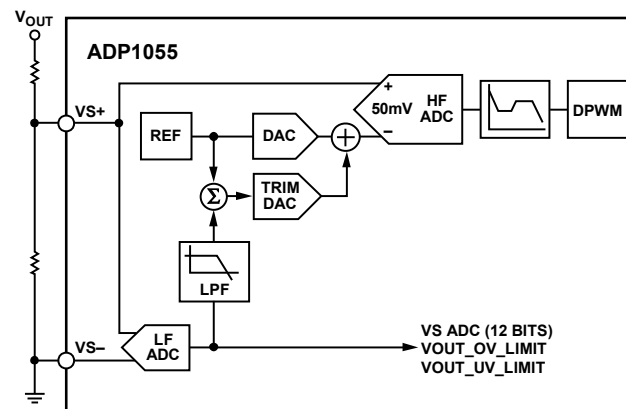 VOUT
ADP1055
VS+
+
50mV
HF
ADC
–
DPWM
REF
DAC
+
Σ
TRIM
DAC
LPF
VS–
LF
ADC
VS ADC (12 BITS)
VOUT_OV_LIMIT
VOUT_UV_LIMIT